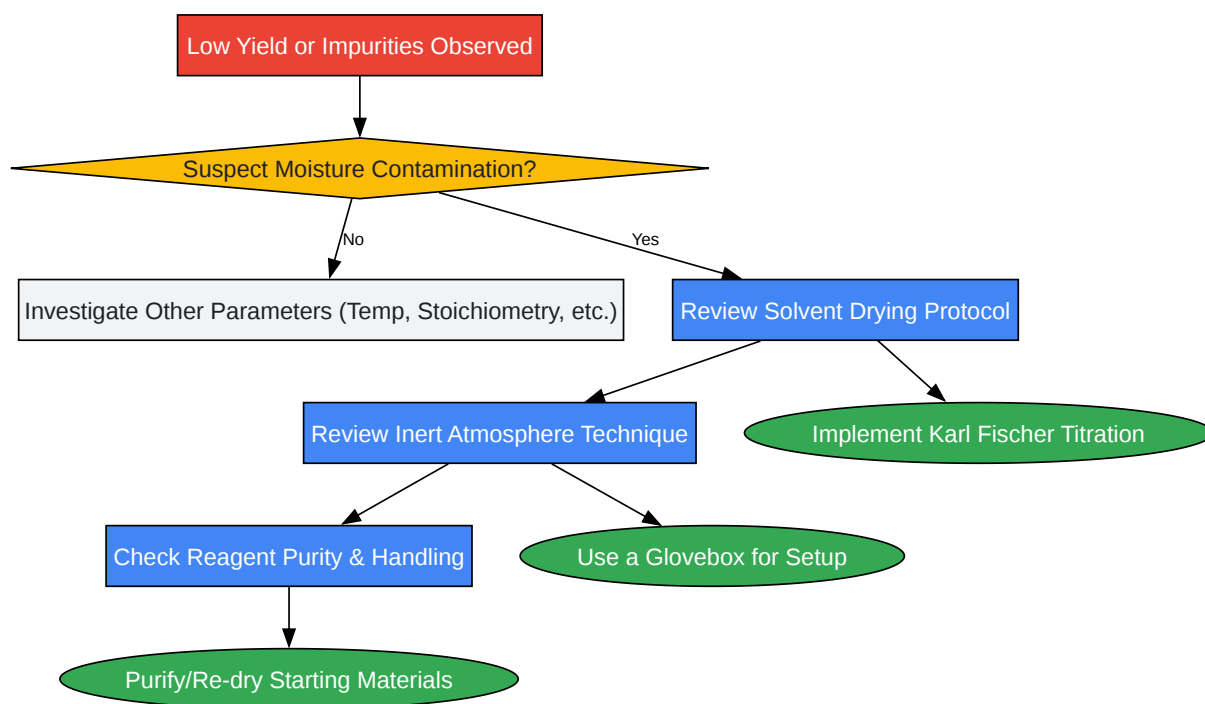 Low Yield or Impurities Observed
Suspect Moisture Contamination?
No
Yes
Investigate Other Parameters (Temp, Stoichiometry, etc.)
Review Solvent Drying Protocol
Review Inert Atmosphere Technique
Implement Karl Fischer Titration
Check Reagent Purity & Handling
Use a Glovebox for Setup
Purify/Re-dry Starting Materials